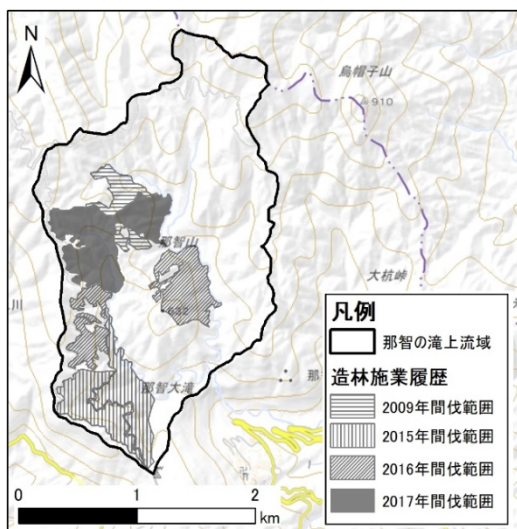 N
烏帽子山
910
那智山
大杭峠
川
632
那智大滝
那
凡例
那智の滝上流域
造林施業履歴
2009年間伐範囲
2015年間伐範囲
2016年間伐範囲
2017年間伐範囲
0 1 2
km